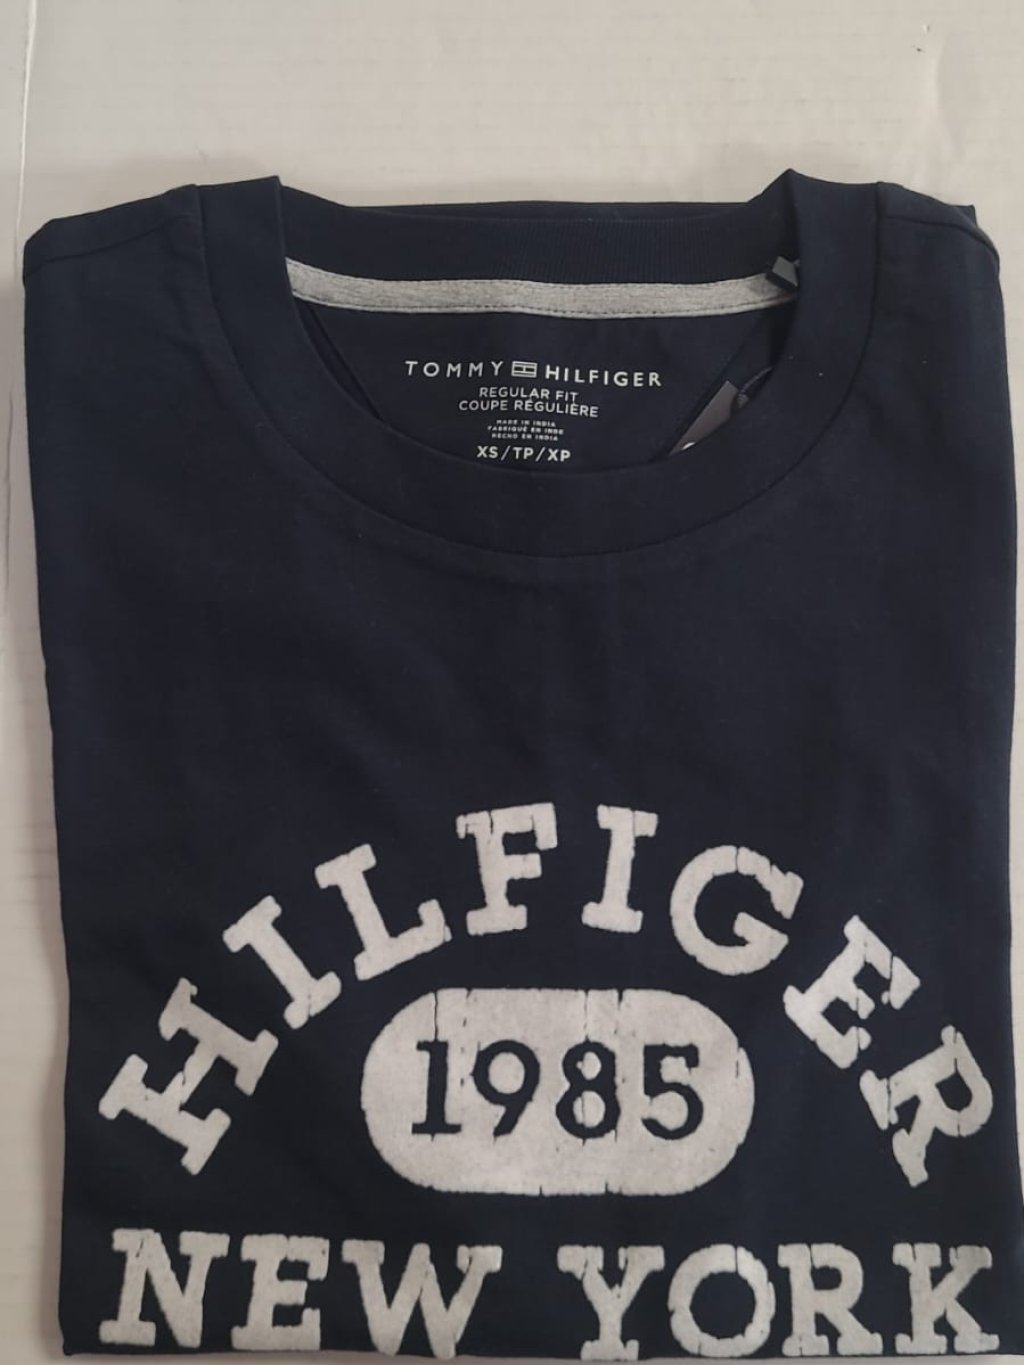 TOMMY HILFIGER
REGULAR FIT
COUPE RÉGULIÈRE
MADE IN INDIA
FABRIQUÉ EN INDE
HECHO EN INDIA
XS/TP/XP
HILFIGER
1985
NEW YORK